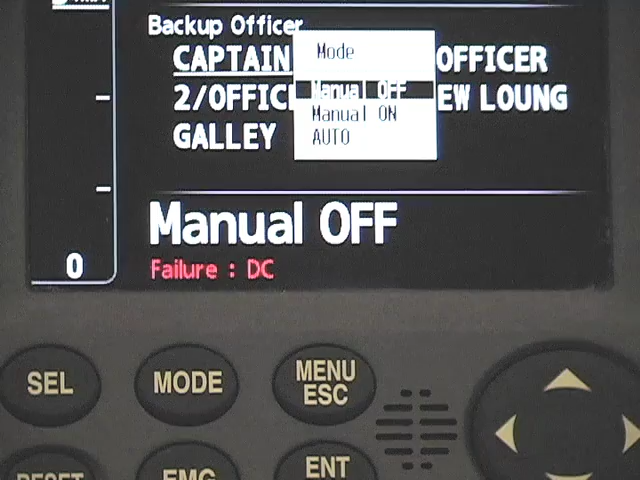 Backup Officer
CAPTAIN OFFICER
2/OFFIC EW LOUNG
GALLEY
Mode
Manual OFF
Manual ON
AUTO
Manual OFF
0
Failure : DC
SEL MODE MENU ESC
RESET EMG ENT